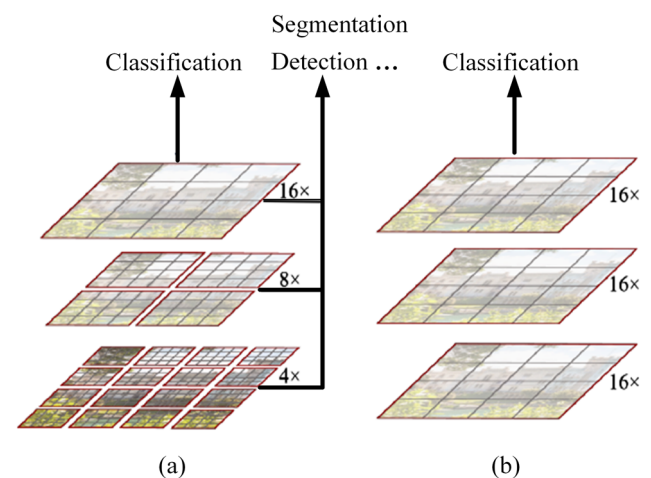 Segmentation
Classification Detection ... Classification
16× 16×
8× 16×
4× 16×
(a) (b)